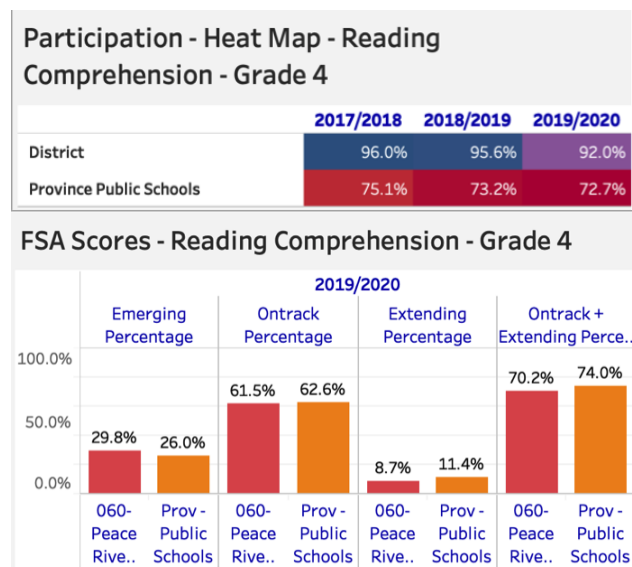 Participation - Heat Map - Reading
Comprehension - Grade 4
2017/2018 2018/2019 2019/2020
District 96.0% 95.6% 92.0%
Province Public Schools 75.1% 73.2% 72.7%
FSA Scores - Reading Comprehension - Grade 4
2019/2020
Emerging Ontrack Extending Ontrack +
Percentage Percentage Percentage Extending Perce..
100.0%
50.0%
0.0%
29.8% 26.0% 61.5% 62.6% 8.7% 11.4% 70.2% 74.0%
060- Prov - 060- Prov - 060- Prov - 060- Prov -
Peace Public Peace Public Peace Public Peace Public
Rive.. Schools Rive.. Schools Rive.. Schools Rive.. Schools